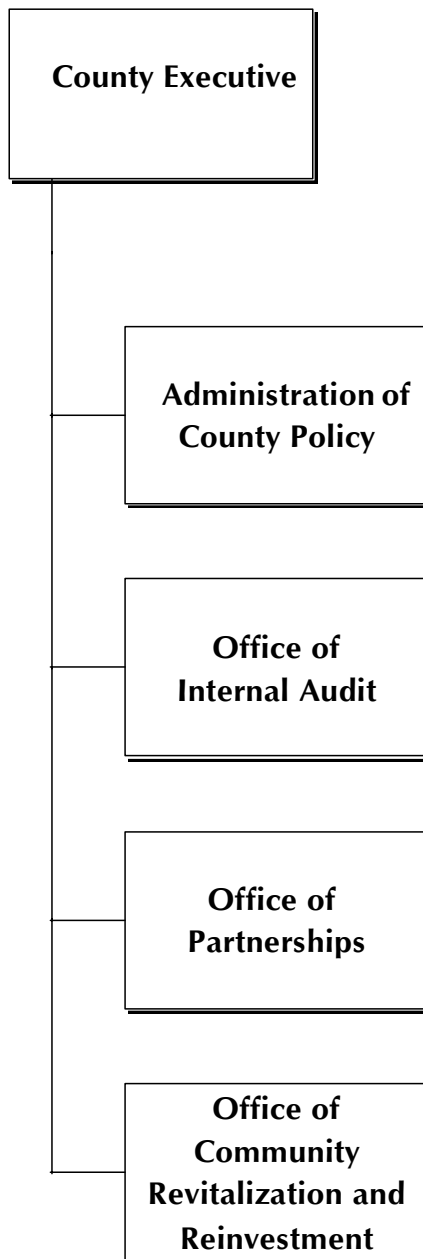 County Executive
Administration of
County Policy
Office of
Internal Audit
Office of
Partnerships
Office of
Community
Revitalization and
Reinvestment